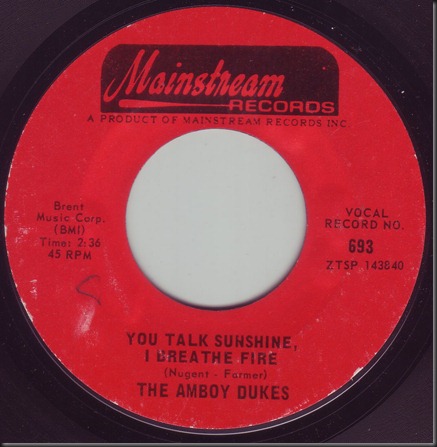 Mainstream
RECORDS
A PRODUCT OF MAINSTREAM RECORDS INC
Brent
Music Corp.
(BMI)
Time: 2:36
45 RPM
VOCAL
RECORD NO.
693
ZTSP 143840
YOU TALK SUNSHINE,
I BREATHE FIRE
(Nugent - Farmer)
THE AMBOY DUKES